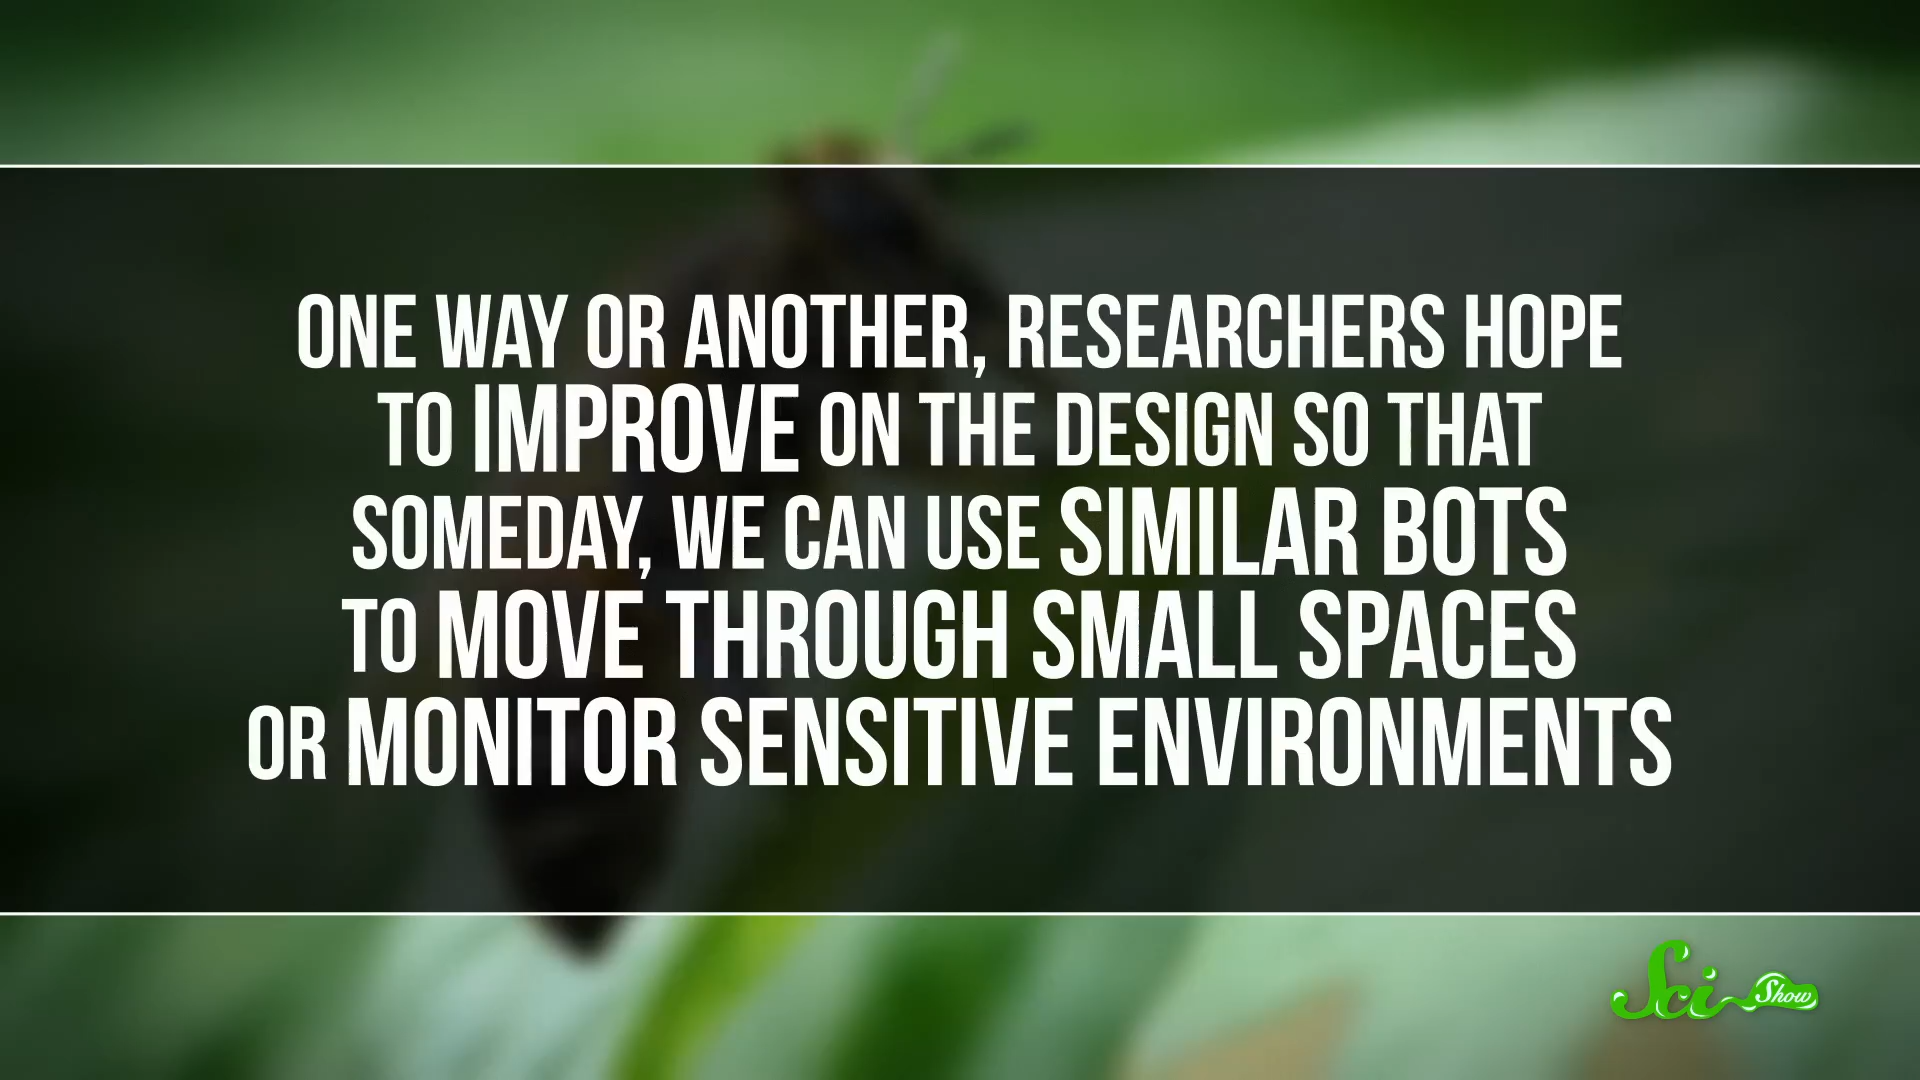 ONE WAY OR ANOTHER, RESEARCHERS HOPE
TO IMPROVE ON THE DESIGN SO THAT
SOMEDAY, WE CAN USE SIMILAR BOTS
TO MOVE THROUGH SMALL SPACES
OR MONITOR SENSITIVE ENVIRONMENTS
Sci Show